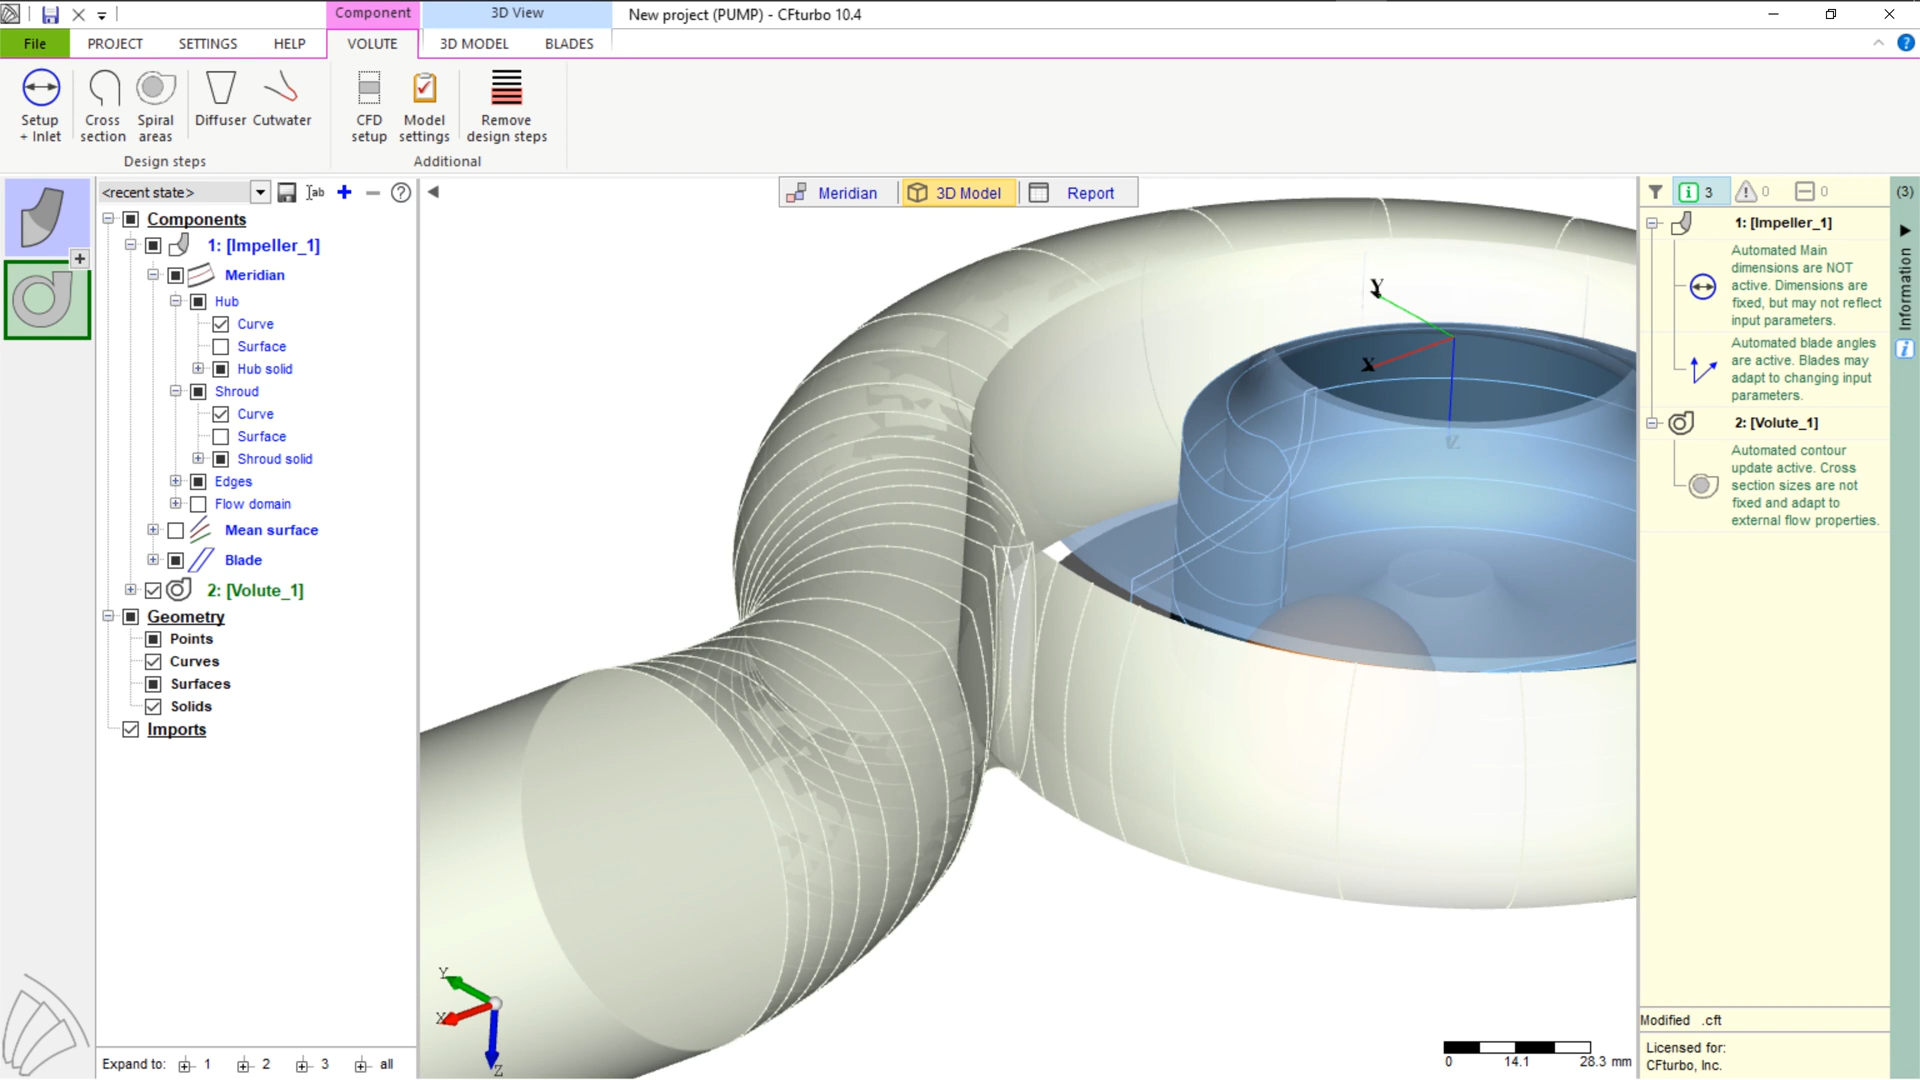 Component
3D View
New project (PUMP) - CFturbo 10.4
File
PROJECT
SETTINGS
HELP
VOLUTE
3D MODEL
BLADES
?
Setup
+ Inlet
Cross
section
Spiral
areas
Diffuser
Cutwater
CFD
setup
Model
settings
Remove
design steps
Design steps
Additional
<recent state>
ab
?
Meridian
3D Model
Report
3
0
0
(3)
Components
1: [Impeller_1]
Meridian
Hub
Curve
Surface
Hub solid
Shroud
Curve
Surface
Shroud solid
Edges
Flow domain
Mean surface
Blade
2: [Volute_1]
Geometry
Points
Curves
Surfaces
Solids
Imports
Y
X
Z
Y
X
Z
0
14.1
28.3 mm
1: [Impeller_1]
Automated Main
dimensions are NOT
active. Dimensions are
fixed, but may not reflect
input parameters.
Automated blade angles
are active. Blades may
adapt to changing input
parameters.
2: [Volute_1]
Automated contour
update active. Cross
section sizes are not
fixed and adapt to
external flow properties.
Information
i
Modified .cft
Licensed for:
CFturbo, Inc.
Expand to: 1 2 3 all